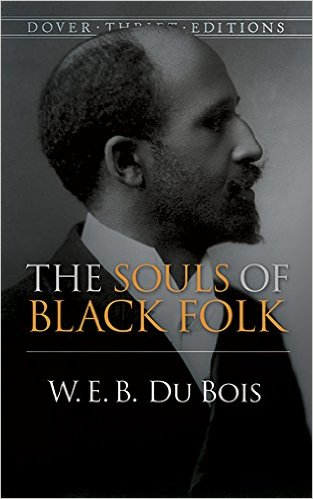 DOVER · THRIFT · EDITIONS
THE SOULS OF
BLACK FOLK
W. E. B. DU BOIS